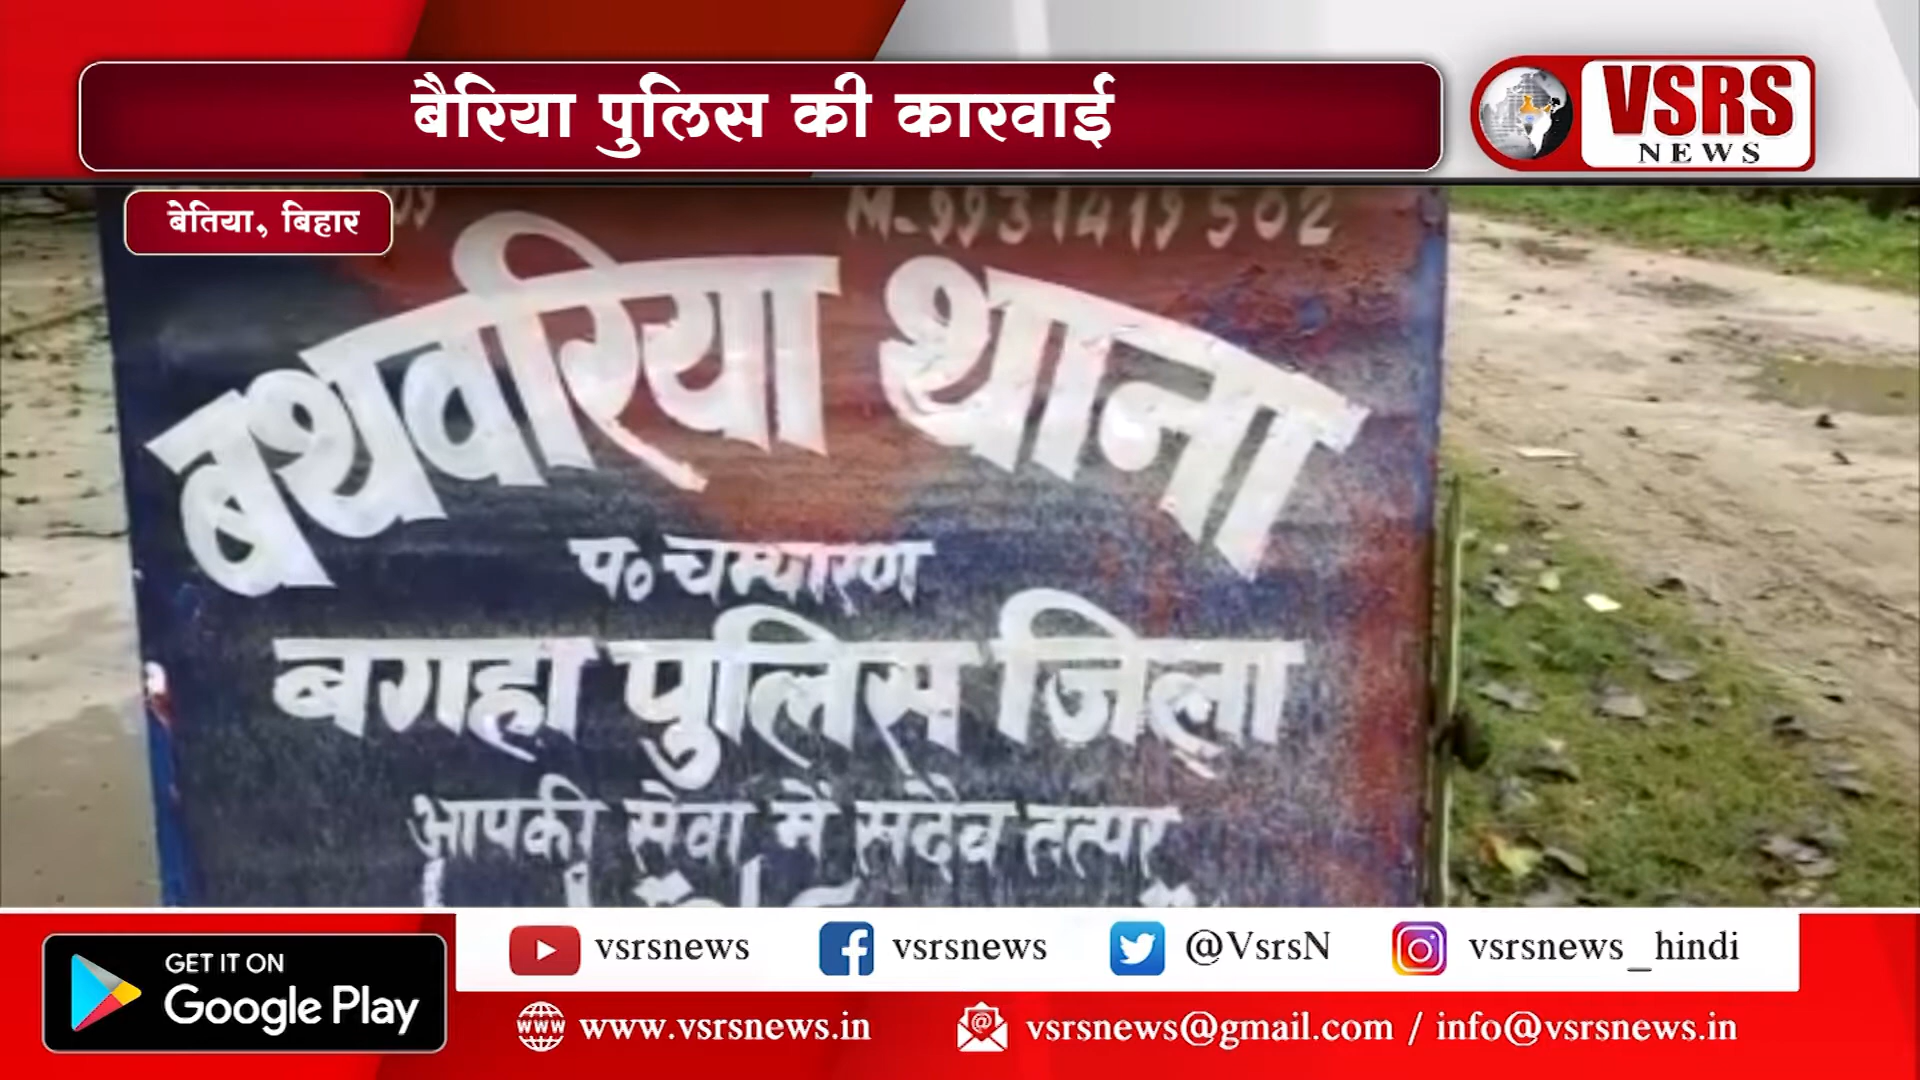 बैरिया पुलिस की कारवाई
VSRS
NEWS
बेतिया, बिहार
M-9931419502
बथवरिया थाना
प० चम्पारण
बगहा पुलिस जिला
आपकी सेवा में सदैव तत्पर
GET IT ON
Google Play
vsrsnews
vsrsnews
@VsrsN
vsrsnews_hindi
www.vsrsnews.in
vsrsnews@gmail.com / info@vsrsnews.in